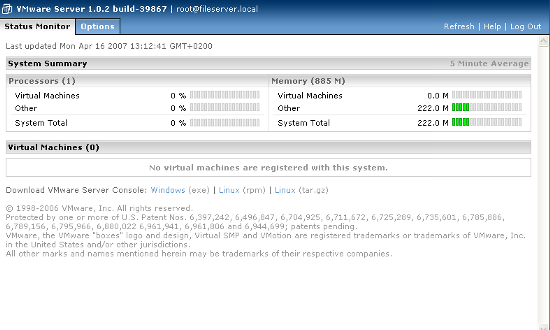 VMware Server 1.0.2 build-39867 | root@fileserver.local
Status Monitor Options Refresh | Help | Log Out
Last updated Mon Apr 16 2007 13:12:41 GMT+0200
System Summary 5 Minute Average
Processors (1) Memory (885 M)
Virtual Machines 0 % Virtual Machines 0.0 M
Other 0 % Other 222.0 M
System Total 0 % System Total 222.0 M
Virtual Machines (0)
No virtual machines are registered with this system.
Download VMware Server Console: Windows (exe) | Linux (rpm) | Linux (tar.gz)
© 1998-2006 VMware, Inc. All rights reserved.
Protected by one or more of U.S. Patent Nos. 6,397,242, 6,496,847, 6,704,925, 6,711,672, 6,725,289, 6,735,601, 6,785,886,
6,789,156, 6,795,966, 6,880,022 6,961,941, 6,961,806 and 6,944,699; patents pending.
VMware, the VMware "boxes" logo and design, Virtual SMP and VMotion are registered trademarks or trademarks of VMware, Inc.
in the United States and/or other jurisdictions.
All other marks and names mentioned herein may be trademarks of their respective companies.